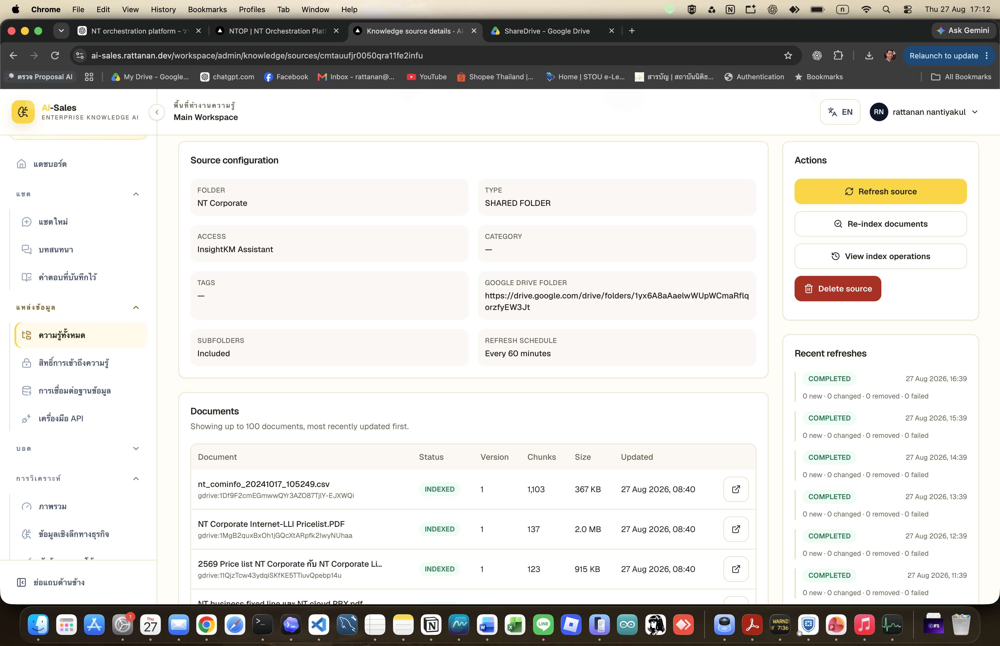 Chrome File Edit View History Bookmarks Profiles Tab Window Help
ก
Thu 27 Aug 17:12
NT orchestration platform - วา
NTOP | NT Orchestration Platf
Knowledge source details · AI-
ShareDrive - Google Drive
Ask Gemini
ai-sales.rattanan.dev/workspace/admin/knowledge/sources/cmtauufjr0050qra11fe2infu
Relaunch to update
ตรวจ Proposal AI
My Drive - Google...
chatgpt.com
Facebook
Inbox - rattanan@...
YouTube
Shopee Thailand |...
Home | STOU e-Le...
สารบัญ | สถาบันนิติธ...
Authentication
Bookmarks
All Bookmarks
AI-Sales
ENTERPRISE KNOWLEDGE AI
พื้นที่ทำงานความรู้
Main Workspace
EN
RN
rattanan nantiyakul
แดชบอร์ด
แชต
แชตใหม่
บทสนทนา
คำตอบที่บันทึกไว้
แหล่งข้อมูล
ความรู้ทั้งหมด
สิทธิ์การเข้าถึงความรู้
การเชื่อมต่อฐานข้อมูล
เครื่องมือ API
บอต
การวิเคราะห์
ภาพรวม
ข้อมูลเชิงลึกทางธุรกิจ
ย่อแถบด้านข้าง
Source configuration
FOLDER
NT Corporate
TYPE
SHARED FOLDER
ACCESS
InsightKM Assistant
CATEGORY
—
TAGS
—
GOOGLE DRIVE FOLDER
https://drive.google.com/drive/folders/1yx6A8aAaelwWUpWCmaRflq
orzfyEW3Jt
SUBFOLDERS
Included
REFRESH SCHEDULE
Every 60 minutes
Documents
Showing up to 100 documents, most recently updated first.
Document Status Version Chunks Size Updated
nt_cominfo_20241017_105249.csv
gdrive:1Df9F2cmEGmwwQYr3AZO87TjlY-EJXWQi
INDEXED 1 1,103 367 KB 27 Aug 2026, 08:40
NT Corporate Internet-LLI Pricelist.PDF
gdrive:1MgB2quxBxOh1jGQcXtARpfk2IwyNUhaa
INDEXED 1 137 2.0 MB 27 Aug 2026, 08:40
2569 Price list NT Corporate กับ NT Corporate Li...
gdrive:11QjzTcw43ydqiSKfKE5TTiuvQpebp14u
INDEXED 1 123 915 KB 27 Aug 2026, 08:40
NT business fixed line และ NT cloud PBX.pdf
Actions
Refresh source
Re-index documents
View index operations
Delete source
Recent refreshes
COMPLETED 27 Aug 2026, 16:39
0 new · 0 changed · 0 removed · 0 failed
COMPLETED 27 Aug 2026, 15:39
0 new · 0 changed · 0 removed · 0 failed
COMPLETED 27 Aug 2026, 14:39
0 new · 0 changed · 0 removed · 0 failed
COMPLETED 27 Aug 2026, 13:39
0 new · 0 changed · 0 removed · 0 failed
COMPLETED 27 Aug 2026, 12:39
0 new · 0 changed · 0 removed · 0 failed
COMPLETED 27 Aug 2026, 11:39
0 new · 0 changed · 0 removed · 0 failed
1
Thu
27
LINE
WARNI
AY 7:36
IFS